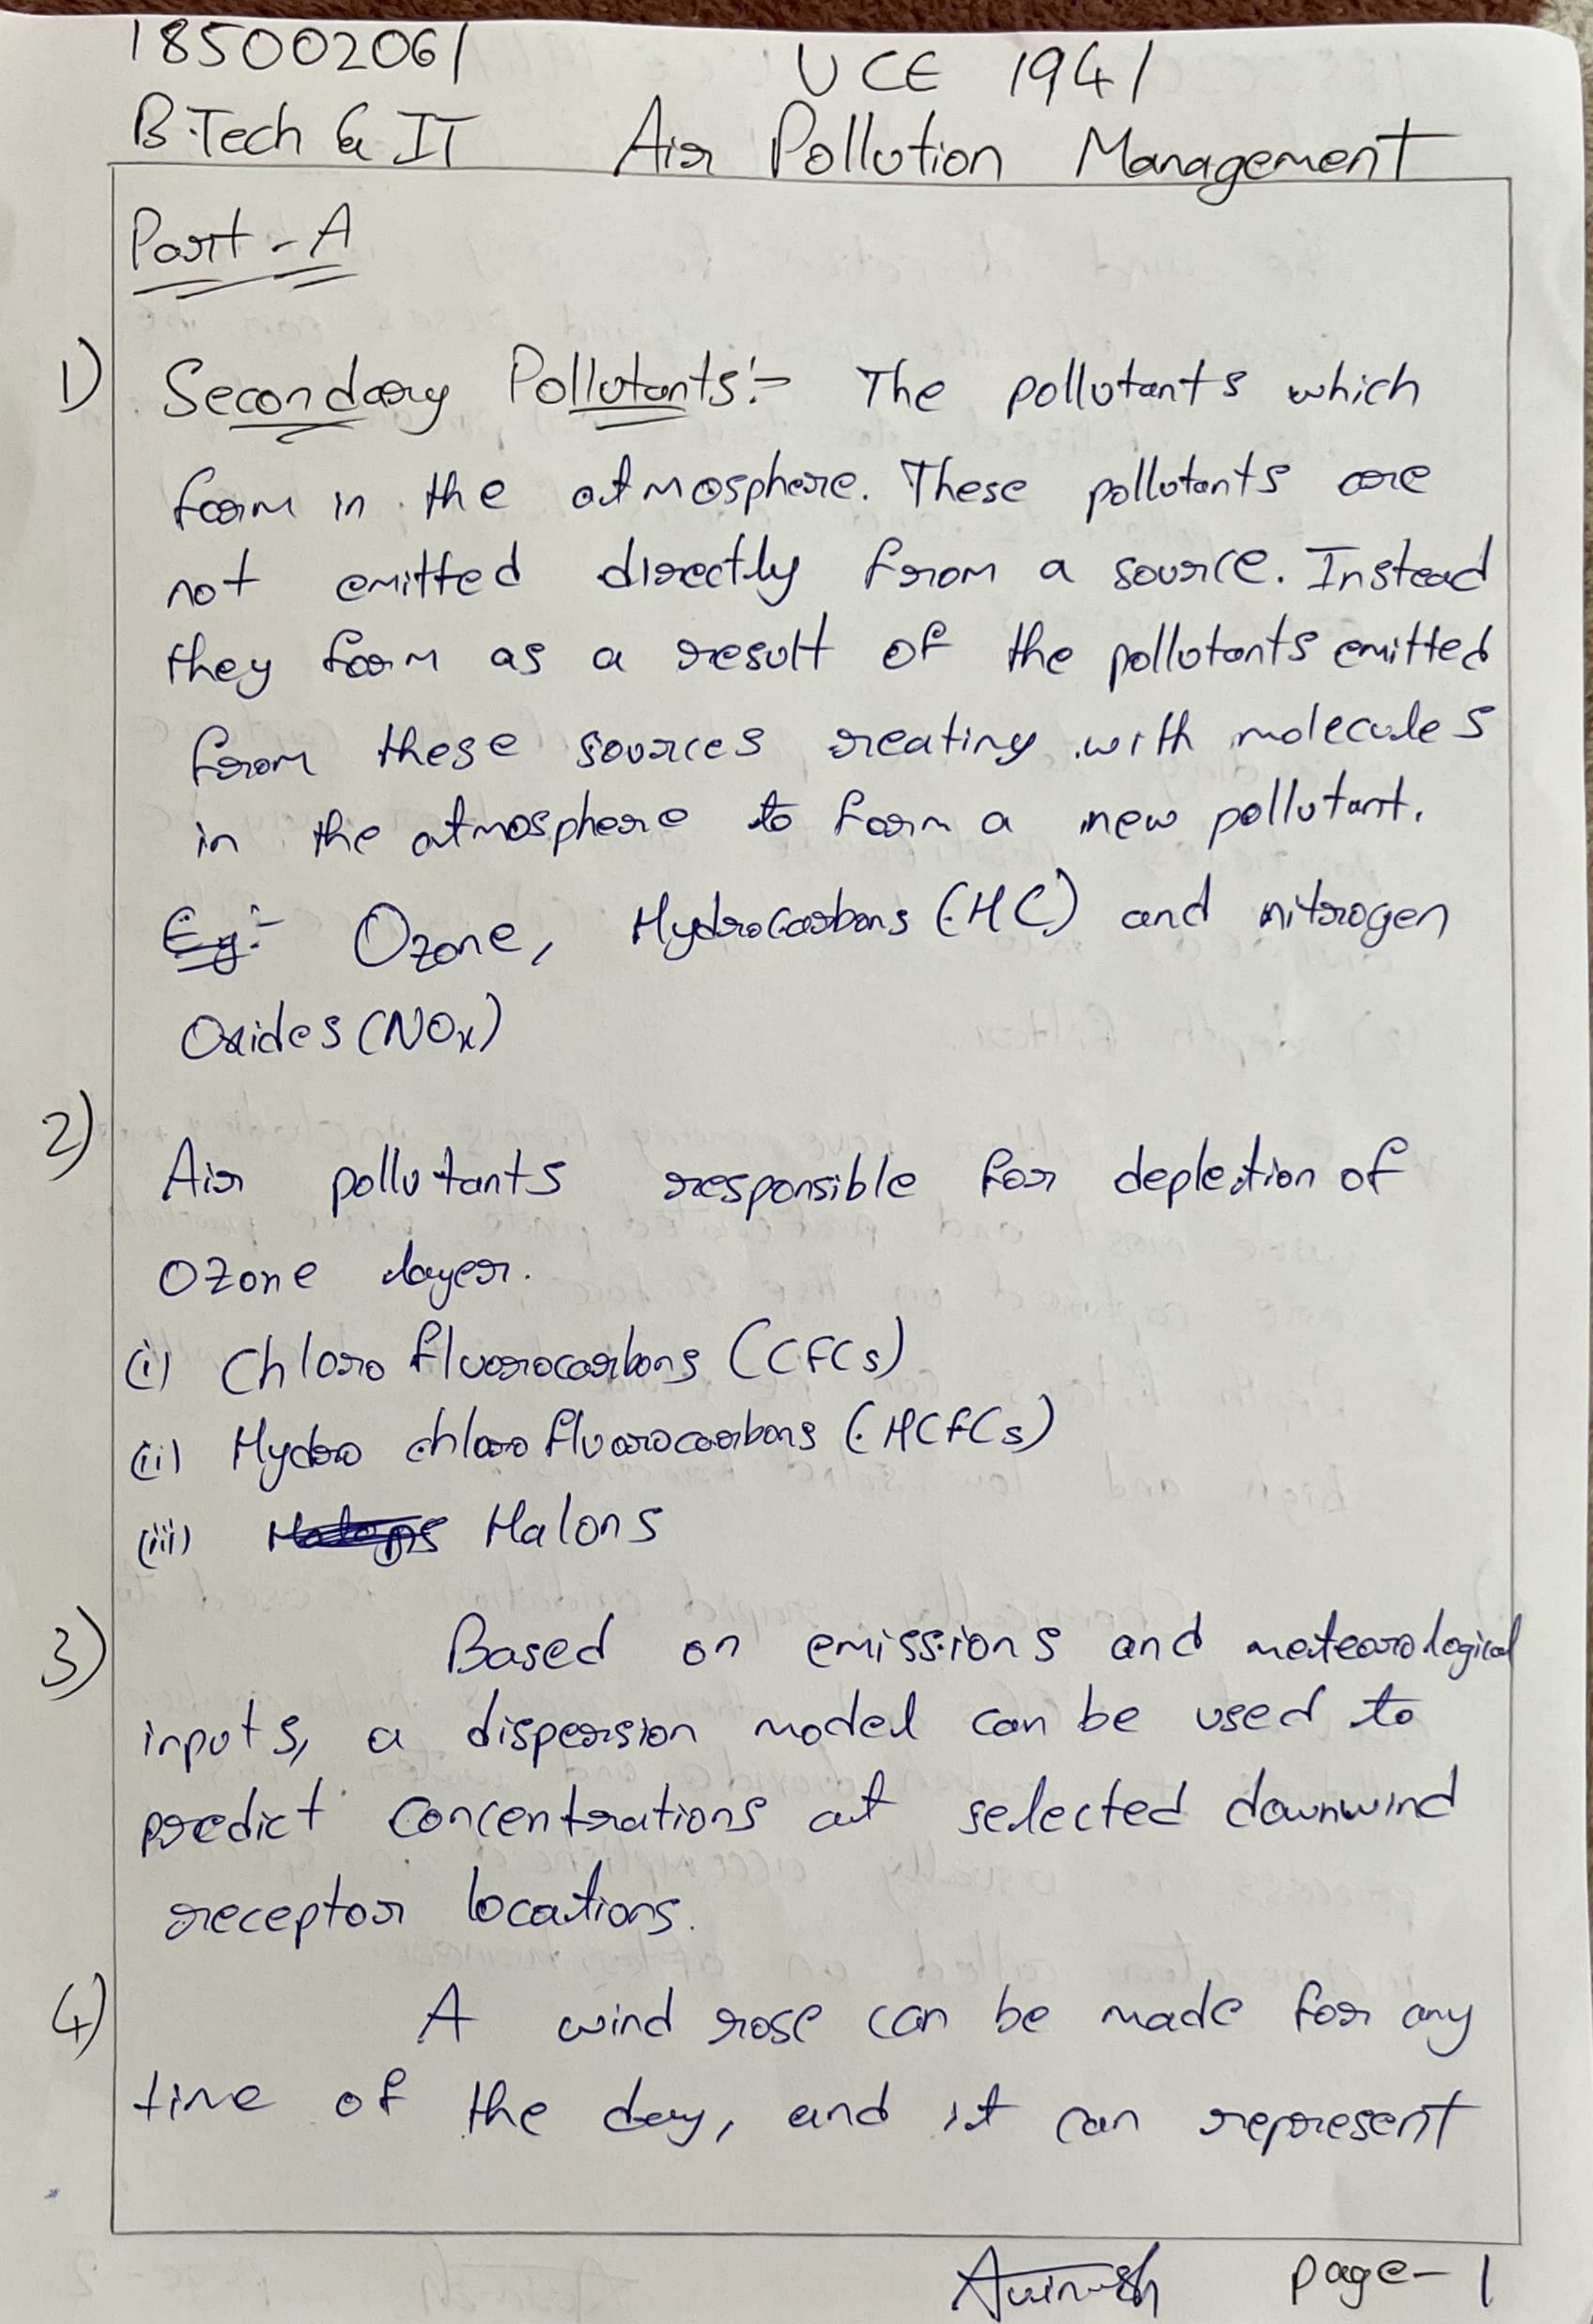 185002061
UCE 1941
B.Tech & IT Air Pollution Management
Part - A
1) Secondary Pollutants:- The pollutants which
form in the atmosphere. These pollutants are
not emitted directly from a source. Instead
they form as a result of the pollutants emitted
from these sources reating with molecules
in the atmosphere to form a new pollutant.
Eg:- Ozone, Hydrocarbons (HC) and nitrogen
Oxides (NOx)
2)
Air pollutants responsible for depletion of
Ozone layer.
(i) Chloro fluorocarbons (CFCs)
(ii) Hydro chloro fluorocarbons (HCFCs)
(iii) Halons
3) Based on emissions and meteorological
inputs, a dispersion model can be used to
predict concentrations at selected downwind
receptor locations.
4) A wind rose can be made for any
time of the day, and it can represent
Avinash page- 1